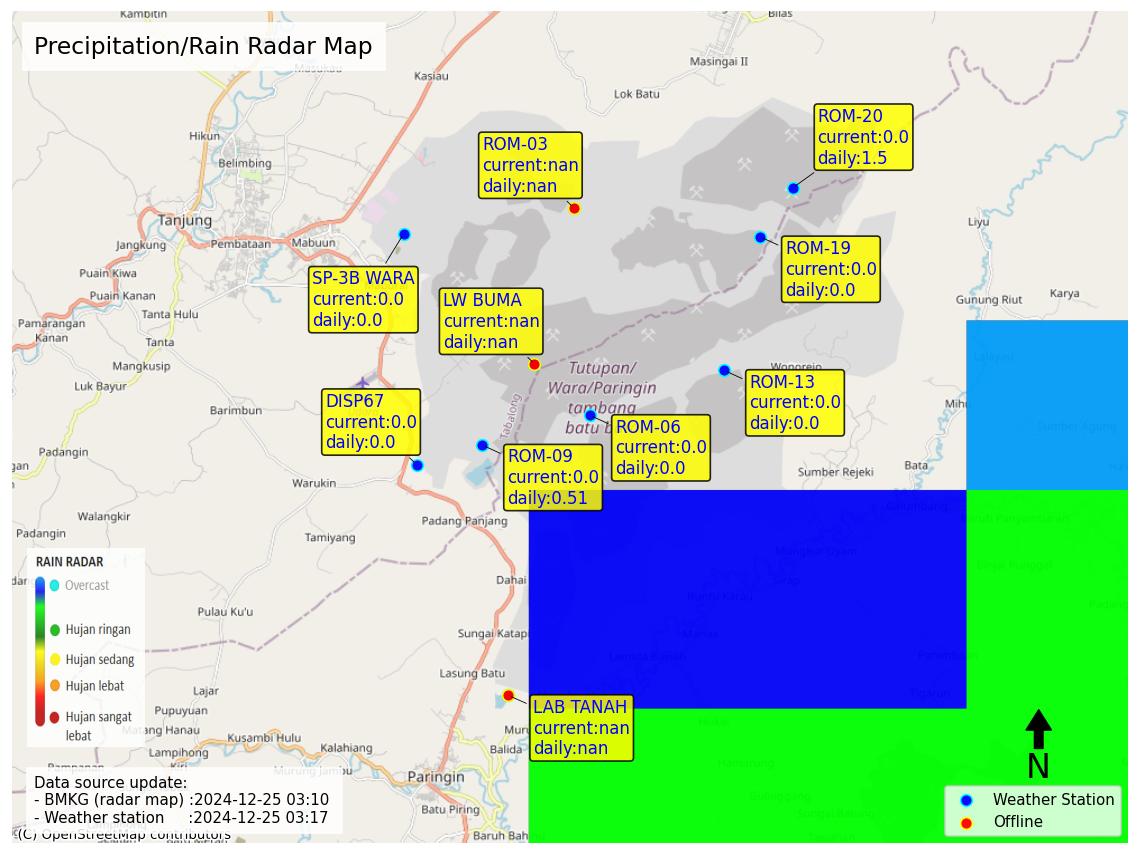 Precipitation/Rain Radar Map
Kambitin
Bilas
Masingai II
Kasiau
Lok Batu
Hikun
Belimbing
ROM-20
current:0.0
daily:1.5
ROM-03
current:nan
daily:nan
Tanjung
Jangkung
Pembataan
Mabuun
Liyu
ROM-19
current:0.0
daily:0.0
Puain Kiwa
Puain Kanan
SP-3B WARA
current:0.0
daily:0.0
LW BUMA
current:nan
daily:nan
Gunung Riut
Karya
Tanta Hulu
Pamarangan
Kanan
Tanta
Mangkusip
Luk Bayur
Lalayau
Wonorejo
Tutupan/
Wara/Paringin
tambang
batu b
Tabalong
ROM-13
current:0.0
daily:0.0
DISP67
current:0.0
daily:0.0
Barimbun
Mih
Sumber Agung
ROM-06
current:0.0
daily:0.0
Padangin
ROM-09
current:0.0
daily:0.51
gan
Warukin
Sumber Rejeki
Bata
Walangkir
Padangin
Tamiyang
Padang Panjang
RAIN RADAR
Overcast
Hujan ringan
Hujan sedang
Hujan lebat
Hujan sangat
lebat
Dahai
Pulau Ku'u
Sungai Katap
Lasung Batu
Lajar
Pupuyuan
Matang Hanau
Lampihong
Kusambi Hulu
Kalahiang
Murung Jambu
LAB TANAH
current:nan
daily:nan
Muru
Balida
Paringin
Batu Piring
Baruh Bah
N
Data source update:
- BMKG (radar map) :2024-12-25 03:10
- Weather station :2024-12-25 03:17
(C) OpenStreetMap contributors
Weather Station
Offline